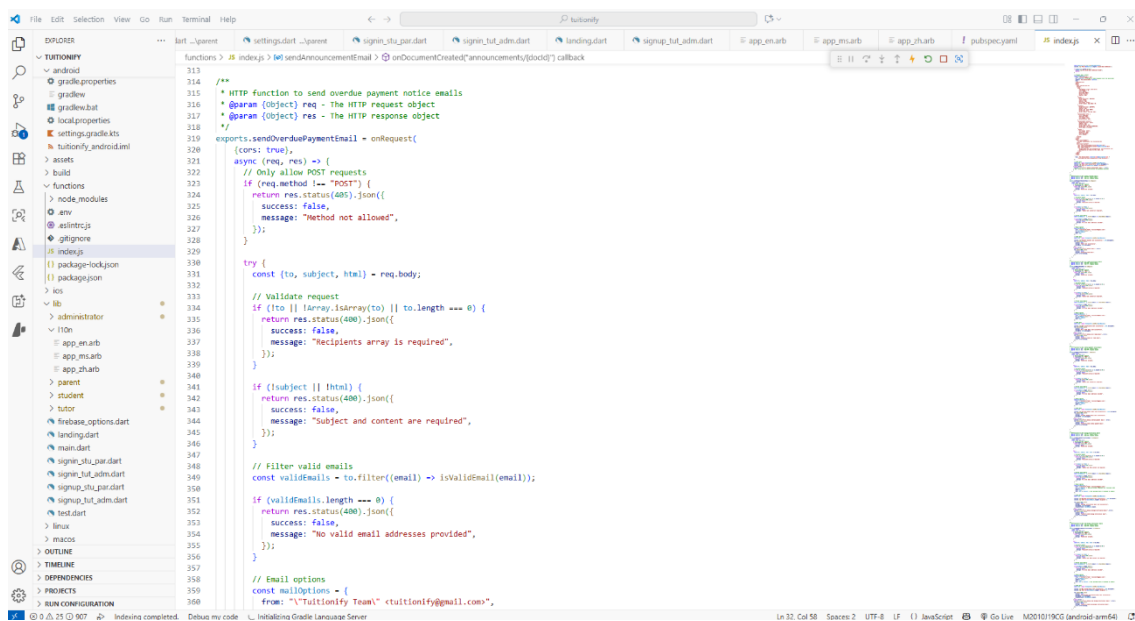 File Edit Selection View Go Run Terminal Help
tuitionify
EXPLORER
lart ...\parent settings.dart ...\parent signin_stu_par.dart signin_tut_adm.dart landing.dart signup_tut_adm.dart app_en.arb app_ms.arb app_zh.arb pubspec.yaml JS index.js
functions > JS index.js > sendAnnouncementEmail > onDocumentCreated("announcements/{docId}") callback
TUITIONIFY
android
gradle.properties
gradlew
gradlew.bat
local.properties
settings.gradle.kts
tuitionify_android.iml
assets
build
functions
node_modules
.env
.eslintrc.js
.gitignore
JS index.js
package-lock.json
package.json
ios
lib
administrator
l10n
app_en.arb
app_ms.arb
app_zh.arb
parent
student
tutor
firebase_options.dart
landing.dart
main.dart
signin_stu_par.dart
signin_tut_adm.dart
signup_stu_par.dart
signup_tut_adm.dart
test.dart
linux
macos
OUTLINE
TIMELINE
DEPENDENCIES
PROJECTS
RUN CONFIGURATION
313
314 /**
315 * HTTP function to send overdue payment notice emails
316 * @param {Object} req - The HTTP request object
317 * @param {Object} res - The HTTP response object
318 */
319 exports.sendOverduePaymentEmail = onRequest(
320 {cors: true},
321 async (req, res) => {
322 // Only allow POST requests
323 if (req.method !== "POST") {
324 return res.status(405).json({
325 success: false,
326 message: "Method not allowed",
327 });
328 }
329
330 try {
331 const {to, subject, html} = req.body;
332
333 // Validate request
334 if (!to || !Array.isArray(to) || to.length === 0) {
335 return res.status(400).json({
336 success: false,
337 message: "Recipients array is required",
338 });
339 }
340
341 if (!subject || !html) {
342 return res.status(400).json({
343 success: false,
344 message: "Subject and content are required",
345 });
346 }
347
348 // Filter valid emails
349 const validEmails = to.filter((email) => isValidEmail(email));
350
351 if (validEmails.length === 0) {
352 return res.status(400).json({
353 success: false,
354 message: "No valid email addresses provided",
355 });
356 }
357
358 // Email options
359 const mailOptions = {
360 from: "\"Tuitionify Team\" <tuitionify@gmail.com>",
0 25 907 Indexing completed. Debug my code Initializing Gradle Language Server Ln 32, Col 58 Spaces: 2 UTF-8 LF {} JavaScript Go Live M2010J19CG (android-arm64)